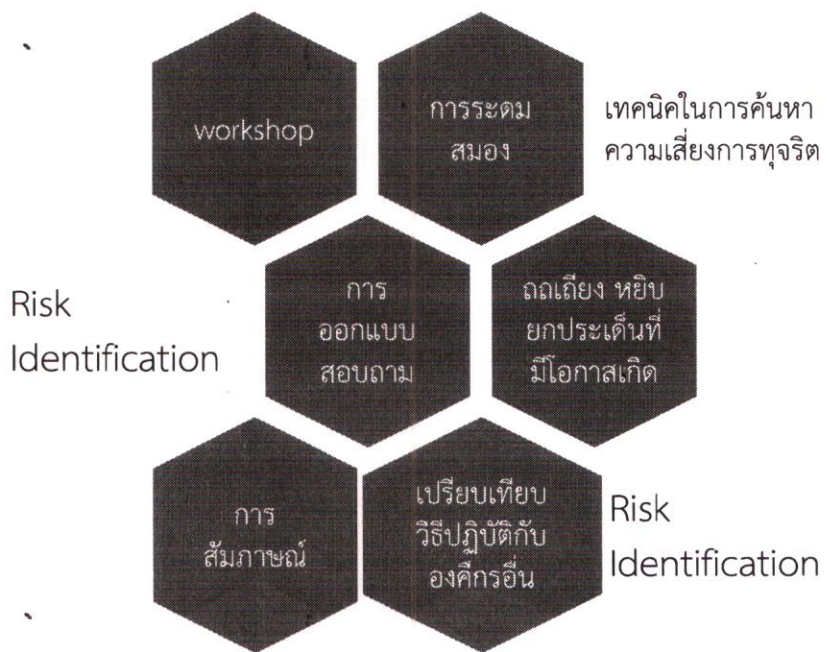 workshop
การระดม
สมอง
เทคนิคในการค้นหา
ความเสี่ยงการทุจริต
Risk
Identification
การ
ออกแบบ
สอบถาม
ถถเถียง หยิบ
ยกประเด็นที่
มีโอกาสเกิด
การ
สัมภาษณ์
เปรียบเทียบ
วิธีปฏิบัติกับ
องค์กรอื่น
Risk
Identification